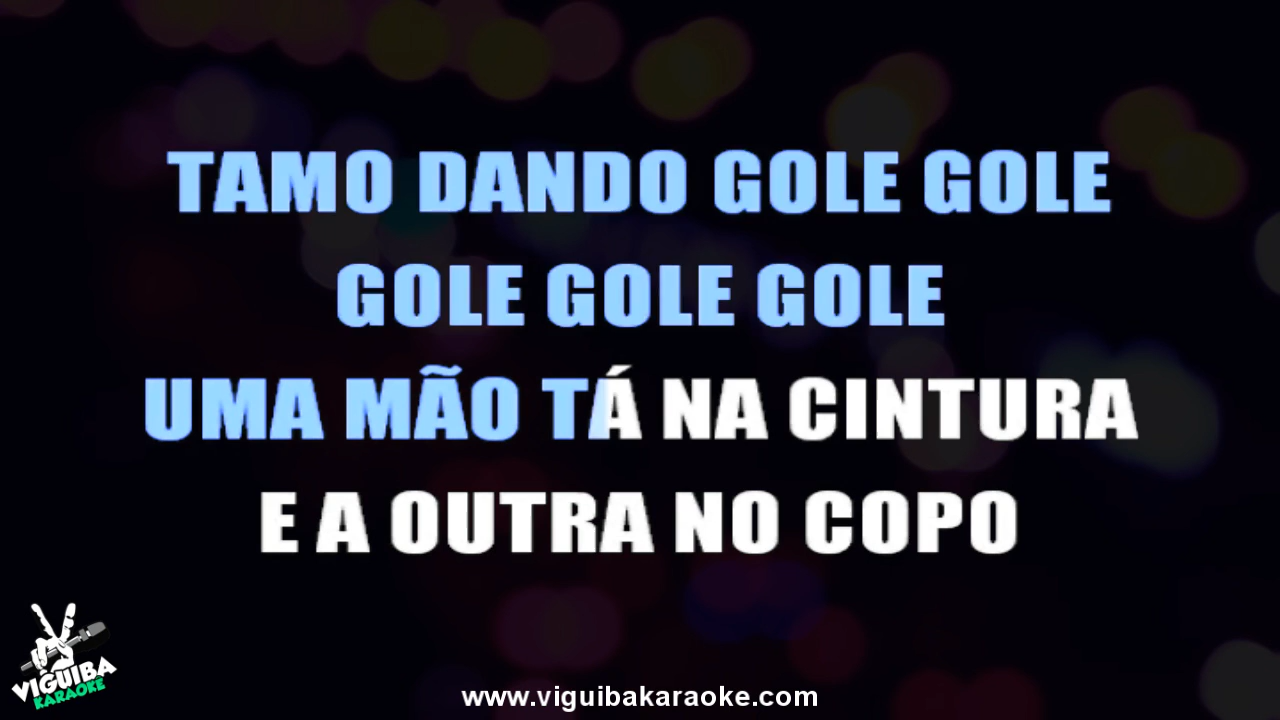 TAMO DANDO GOLE GOLE
GOLE GOLE GOLE
UMA MÃO TÁ NA CINTURA
E A OUTRA NO COPO
VIGUIBA
KARAOKE
www.viguibakaraoke.com